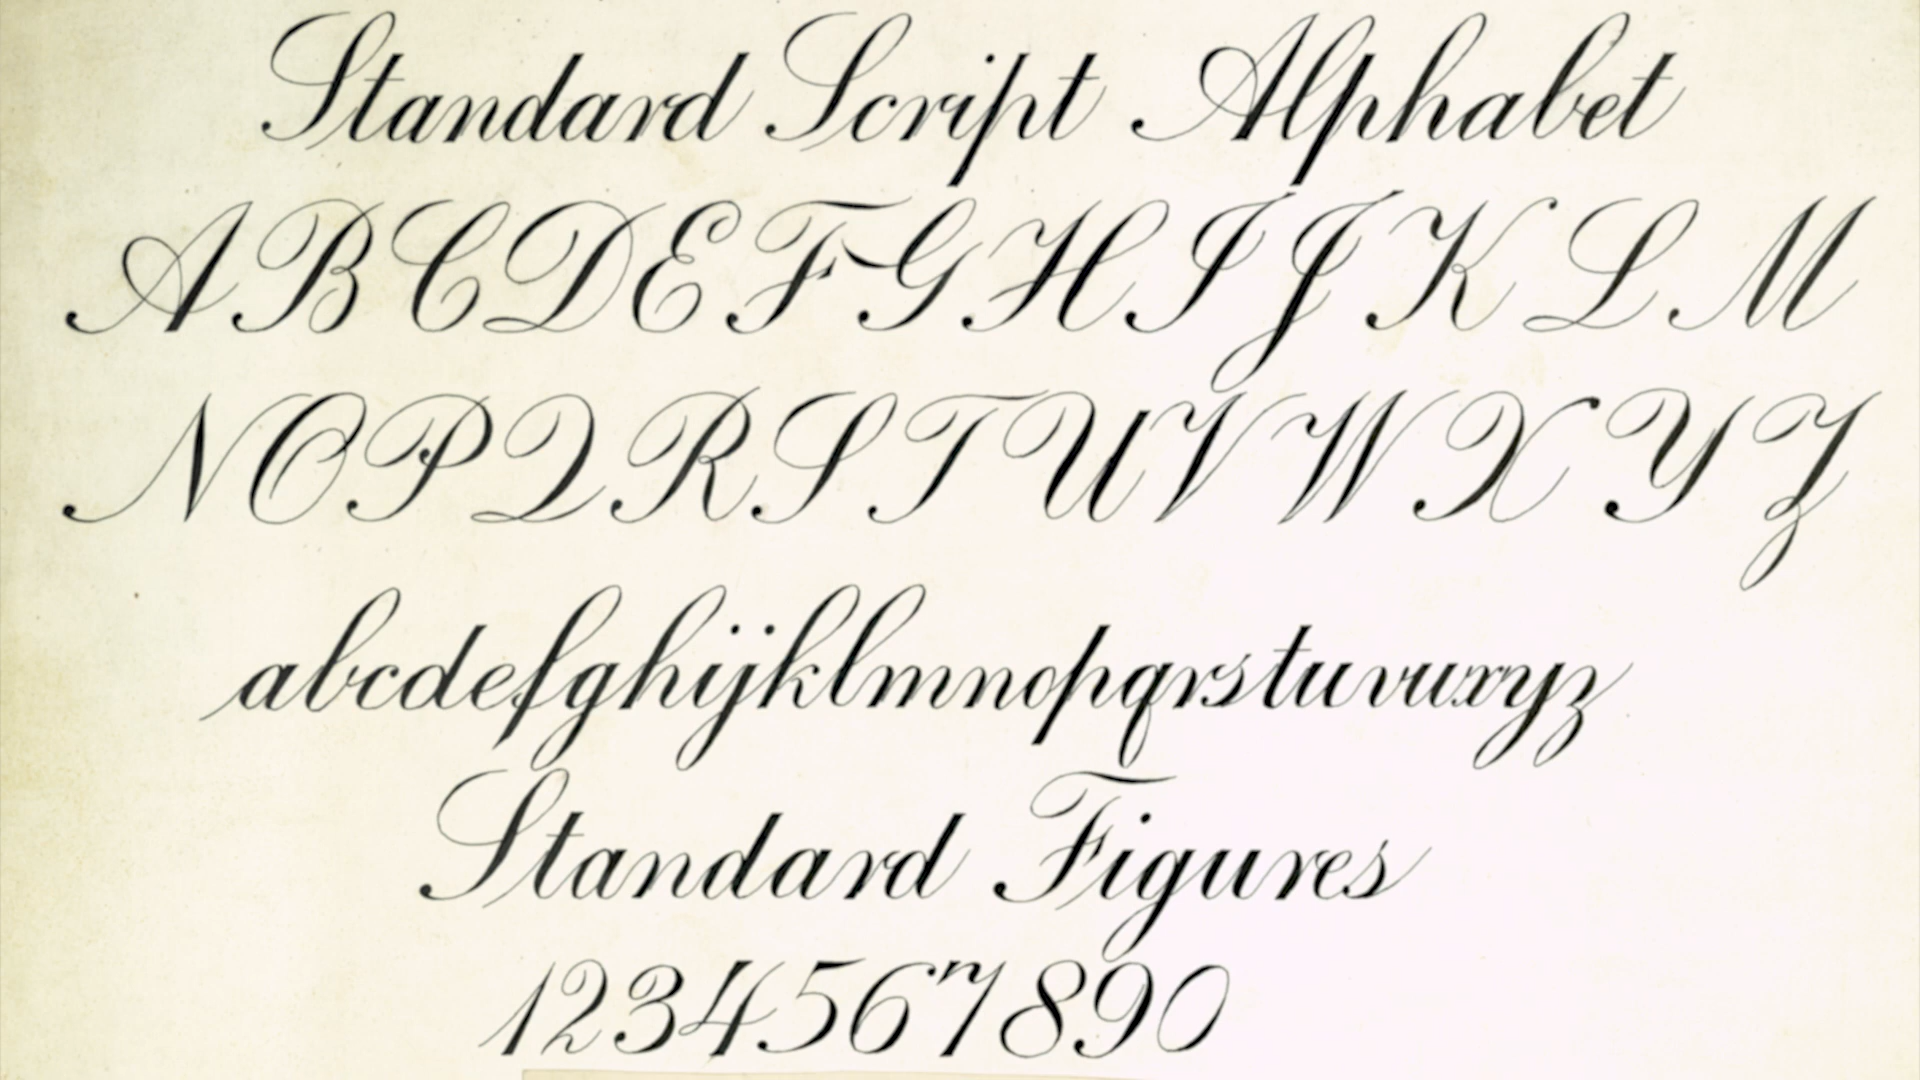 Standard Script Alphabet
ABCDEFGHIJKLM
NOPQRSTUVWXYZ
abcdefghijklmnopqrstuvwxyz
Standard Figures
1234567890